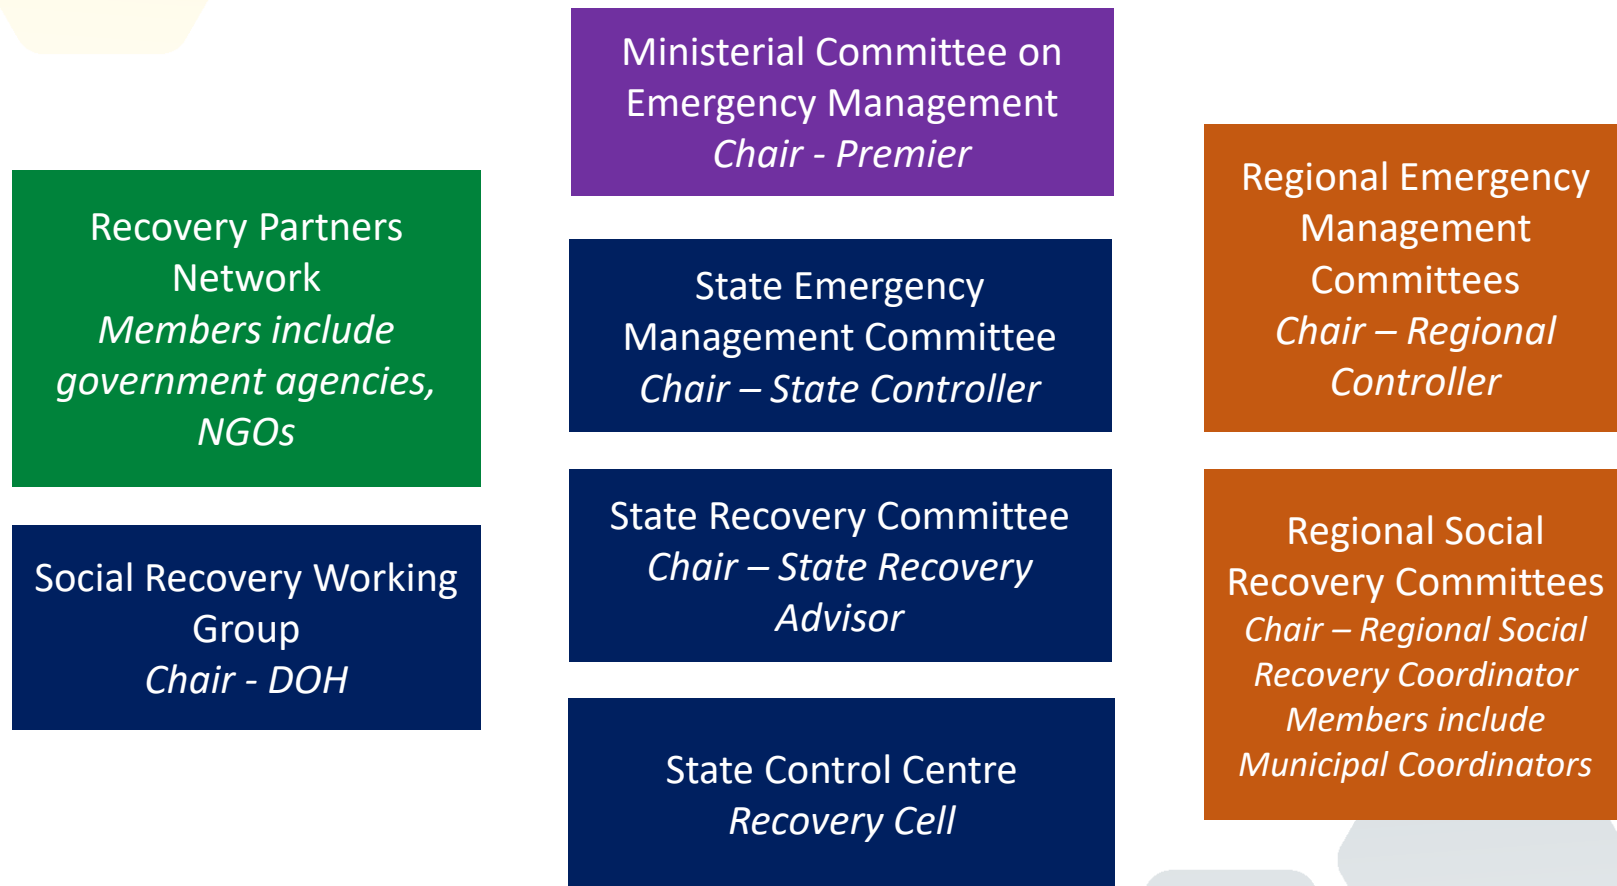 Ministerial Committee on
Emergency Management
Chair - Premier
Recovery Partners
Network
Members include
government agencies,
NGOs
State Emergency
Management Committee
Chair – State Controller
Regional Emergency
Management
Committees
Chair – Regional
Controller
Social Recovery Working
Group
Chair - DOH
State Recovery Committee
Chair – State Recovery
Advisor
Regional Social
Recovery Committees
Chair – Regional Social
Recovery Coordinator
Members include
Municipal Coordinators
State Control Centre
Recovery Cell